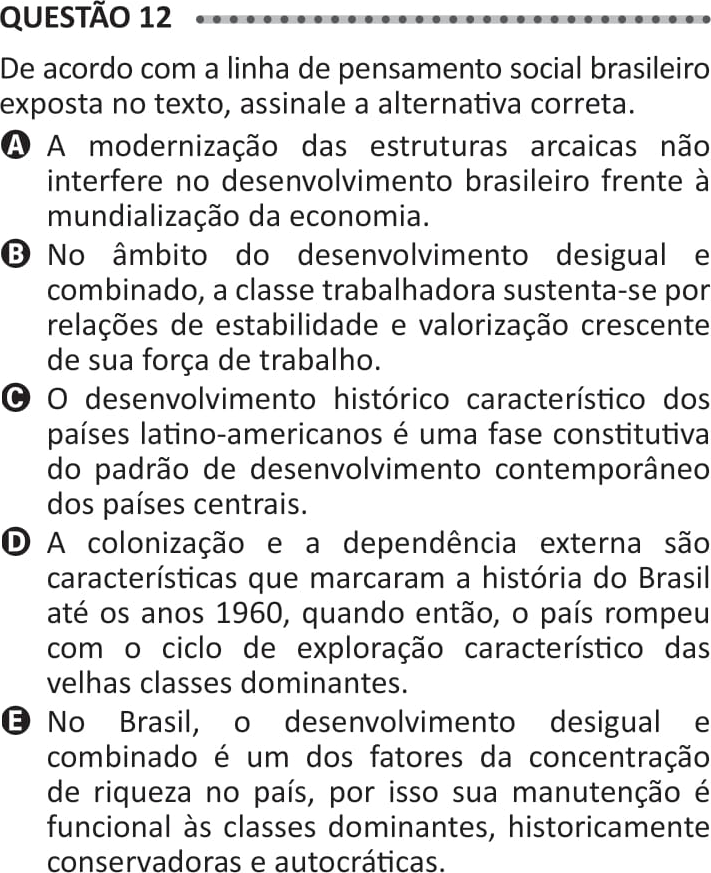 QUESTÃO 12
De acordo com a linha de pensamento social brasileiro
exposta no texto, assinale a alternativa correta.
A A modernização das estruturas arcaicas não
interfere no desenvolvimento brasileiro frente à
mundialização da economia.
B No âmbito do desenvolvimento desigual e
combinado, a classe trabalhadora sustenta-se por
relações de estabilidade e valorização crescente
de sua força de trabalho.
C O desenvolvimento histórico característico dos
países latino-americanos é uma fase constitutiva
do padrão de desenvolvimento contemporâneo
dos países centrais.
D A colonização e a dependência externa são
características que marcaram a história do Brasil
até os anos 1960, quando então, o país rompeu
com o ciclo de exploração característico das
velhas classes dominantes.
E No Brasil, o desenvolvimento desigual e
combinado é um dos fatores da concentração
de riqueza no país, por isso sua manutenção é
funcional às classes dominantes, historicamente
conservadoras e autocráticas.